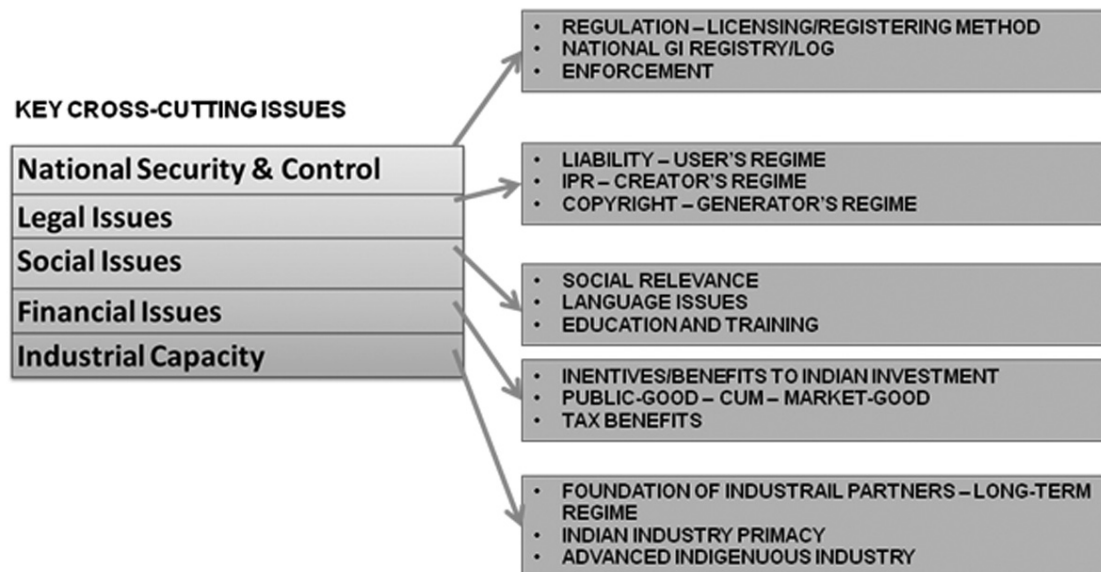 KEY CROSS-CUTTING ISSUES
National Security & Control
Legal Issues
Social Issues
Financial Issues
Industrial Capacity
• REGULATION – LICENSING/REGISTERING METHOD
• NATIONAL GI REGISTRY/LOG
• ENFORCEMENT
• LIABILITY – USER'S REGIME
• IPR – CREATOR'S REGIME
• COPYRIGHT – GENERATOR'S REGIME
• SOCIAL RELEVANCE
• LANGUAGE ISSUES
• EDUCATION AND TRAINING
• INENTIVES/BENEFITS TO INDIAN INVESTMENT
• PUBLIC-GOOD – CUM – MARKET-GOOD
• TAX BENEFITS
• FOUNDATION OF INDUSTRAIL PARTNERS – LONG-TERM
REGIME
• INDIAN INDUSTRY PRIMACY
• ADVANCED INDIGENUOUS INDUSTRY